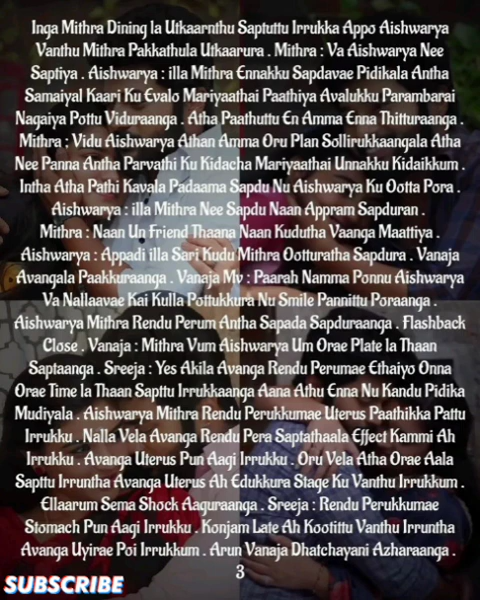 Inga Mithra Dining la Utkaarnthu Saptuttu Irrukka Appo Aishwarya
Vanthu Mithra Pakkathula Utkaarura . Mithra : Va Aishwarya Nee
Saptiya . Aishwarya : illa Mithra Ennakku Sapdavae Pidikala Antha
Samaiyal Kaari Ku Evalo Mariyaathai Paathiya Avalukku Parambarai
Nagaiya Pottu Viduraanga . Atha Paathuttu En Amma Enna Thitturaanga .
Mithra : Vidu Aishwarya Athan Amma Oru Plan Sollirukkaangala Atha
Nee Panna Antha Parvathi Ku Kidacha Mariyaathai Unnakku Kidaikkum .
Intha Atha Pathi Kavala Padaama Sapdu Nu Aishwarya Ku Ootta Pora .
Aishwarya : illa Mithra Nee Sapdu Naan Appram Sapduran .
Mithra : Naan Un Friend Thaana Naan Kudutha Vaanga Maattiya .
Aishwarya : Appadi illa Sari Kudu Mithra Ootturatha Sapdura . Vanaja
Avangala Paakkuraanga . Vanaja Mv : Paarah Namma Ponnu Aishwarya
Va Nallaavae Kai Kulla Pottukkura Nu Smile Pannittu Poraanga .
Aishwarya Mithra Rendu Perum Antha Sapada Sapduraanga . Flashback
Close . Vanaja : Mithra Vum Aishwarya Um Orae Plate la Thaan
Saptaanga . Sreeja : Yes Akila Avanga Rendu Perumae Ethaiyo Onna
Orae Time la Thaan Sapttu Irrukkaanga Aana Athu Enna Nu Kandu Pidika
Mudiyala . Aishwarya Mithra Rendu Perukkumae Uterus Paathikka Pattu
Irrukku . Nalla Vela Avanga Rendu Pera Saptathaala Effect Kammi Ah
Irrukku . Avanga Uterus Pun Aagi Irrukku . Oru Vela Atha Orae Aala
Sapttu Irruntha Avanga Uterus Ah Edukkura Stage Ku Vanthu Irrukkum .
Ellaarum Sema Shock Aaguraanga . Sreeja : Rendu Perukkumae
Stomach Pun Aagi Irrukku . Konjam Late Ah Kootittu Vanthu Irruntha
Avanga Uyirae Poi Irrukkum . Arun Vanaja Dhatchayani Azharaanga .
3
SUBSCRIBE